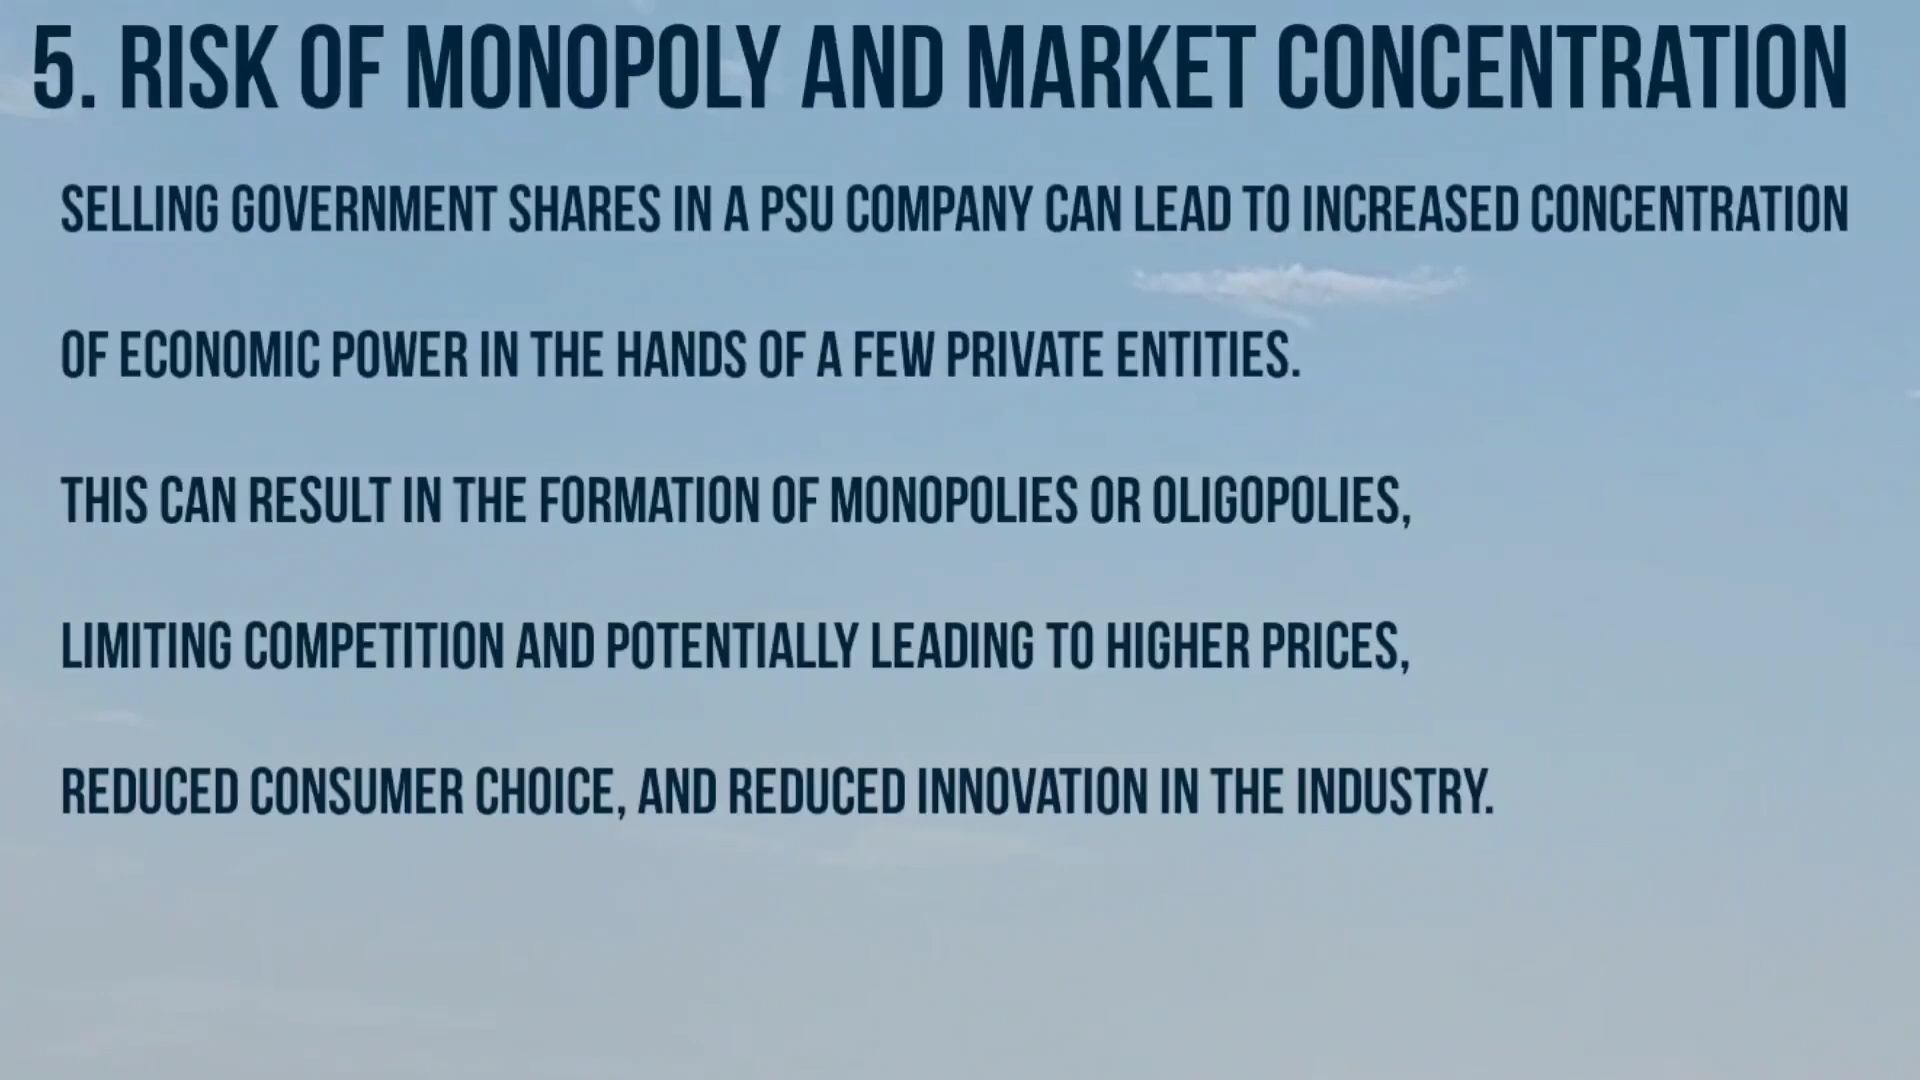 5. RISK OF MONOPOLY AND MARKET CONCENTRATION
SELLING GOVERNMENT SHARES IN A PSU COMPANY CAN LEAD TO INCREASED CONCENTRATION
OF ECONOMIC POWER IN THE HANDS OF A FEW PRIVATE ENTITIES.
THIS CAN RESULT IN THE FORMATION OF MONOPOLIES OR OLIGOPOLIES,
LIMITING COMPETITION AND POTENTIALLY LEADING TO HIGHER PRICES,
REDUCED CONSUMER CHOICE, AND REDUCED INNOVATION IN THE INDUSTRY.